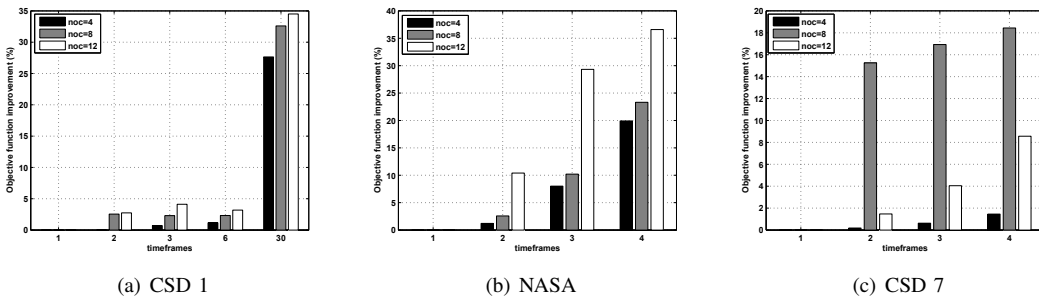 Objective function improvement (%)
35
30
25
20
15
10
5
0
noc=4
noc=8
noc=12
1 2 3 6 30
timeframes
(a) CSD 1
Objective function improvement (%)
40
35
30
25
20
15
10
5
0
noc=4
noc=8
noc=12
1 2 3 4
timeframes
(b) NASA
Objective function improvement (%)
20
18
16
14
12
10
8
6
4
2
0
noc=4
noc=8
noc=12
1 2 3 4
timeframes
(c) CSD 7